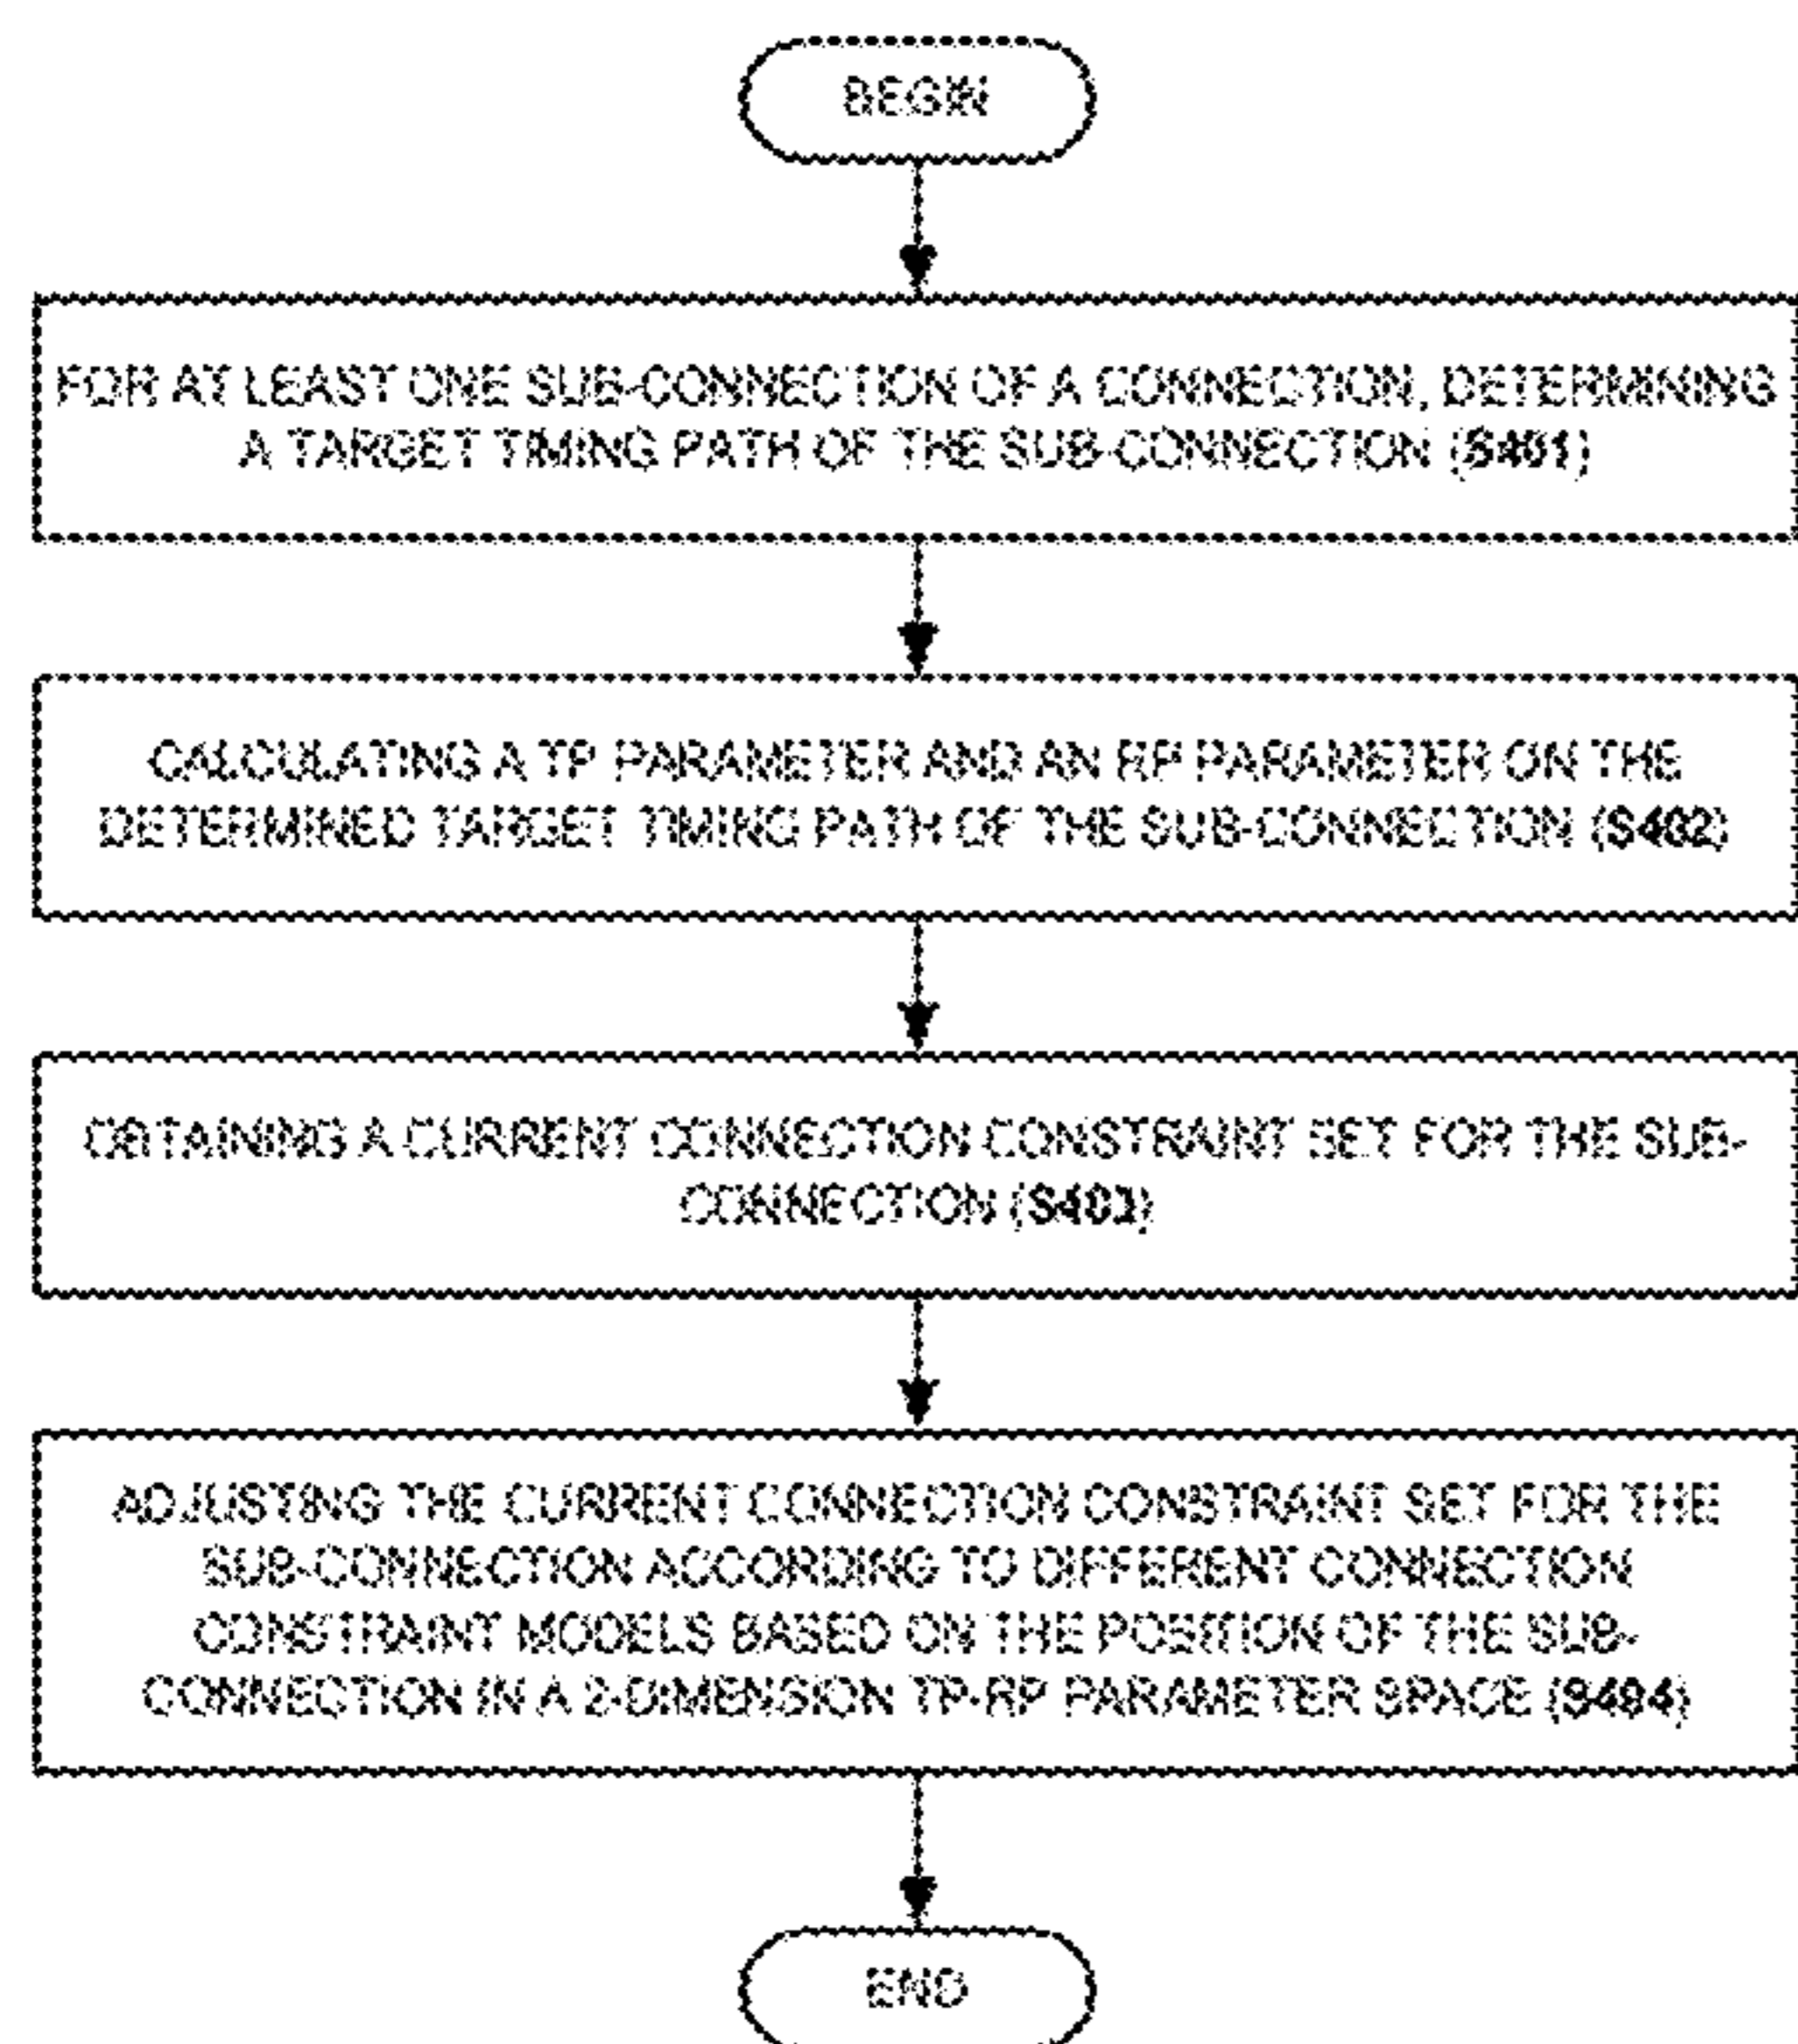 BEGIN
FOR AT LEAST ONE SUB-CONNECTION OF A CONNECTION, DETERMINING
A TARGET TIMING PATH OF THE SUB-CONNECTION (S401)
CALCULATING A TP PARAMETER AND AN RP PARAMETER ON THE
DETERMINED TARGET TIMING PATH OF THE SUB-CONNECTION (S402)
OBTAINING A CURRENT CONNECTION CONSTRAINT SET FOR THE SUB-
CONNECTION (S403)
ADJUSTING THE CURRENT CONNECTION CONSTRAINT SET FOR THE
SUB-CONNECTION ACCORDING TO DIFFERENT CONNECTION
CONSTRAINT MODELS BASED ON THE POSITION OF THE SUB-
CONNECTION IN A 2-DIMENSION TP-RP PARAMETER SPACE (S404)
END